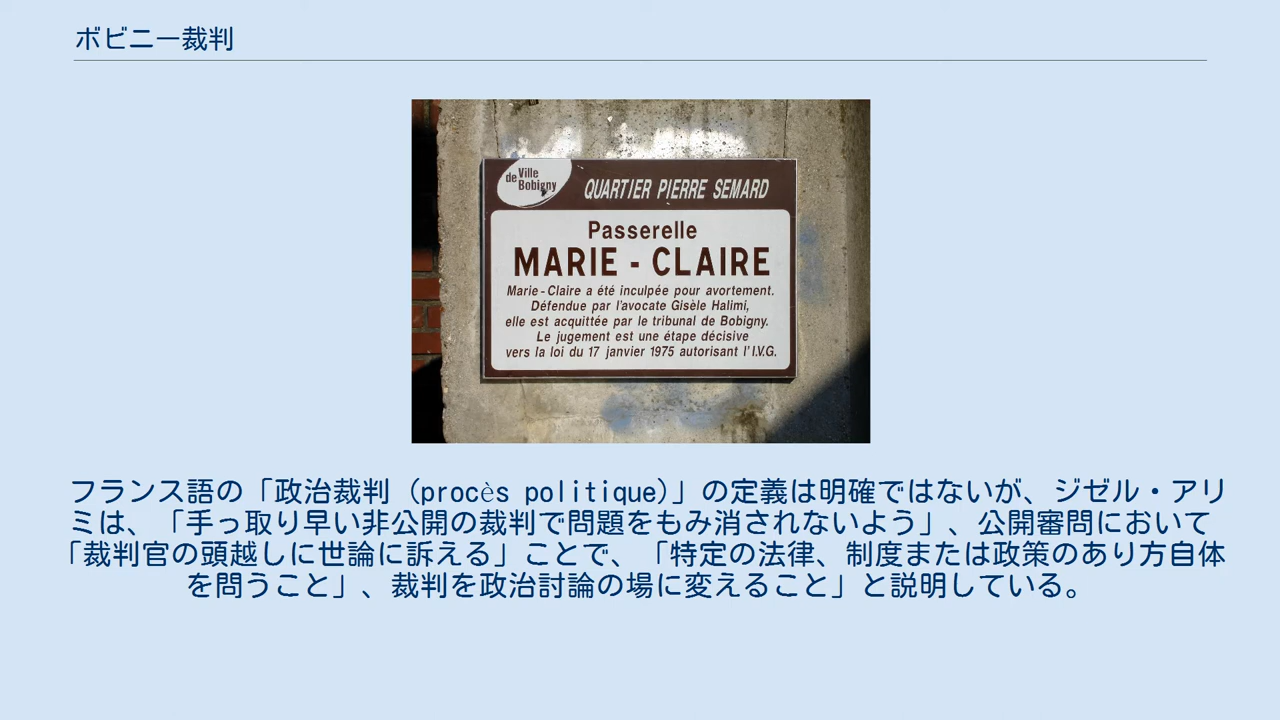 ボビニー裁判
de Ville
Bobigny
QUARTIER PIERRE SEMARD
Passerelle
MARIE - CLAIRE
Marie-Claire a été inculpée pour avortement.
Défendue par l'avocate Gisèle Halimi,
elle est acquittée par le tribunal de Bobigny.
Le jugement est une étape décisive
vers la loi du 17 janvier 1975 autorisant l'I.V.G.
フランス語の「政治裁判（procès politique)」の定義は明確ではないが、ジゼル・アリ
ミは、「手っ取り早い非公開の裁判で問題をもみ消されないよう」、公開審問において
「裁判官の頭越しに世論に訴える」ことで、「特定の法律、制度または政策のあり方自体
を問うこと」、裁判を政治討論の場に変えること」と説明している。